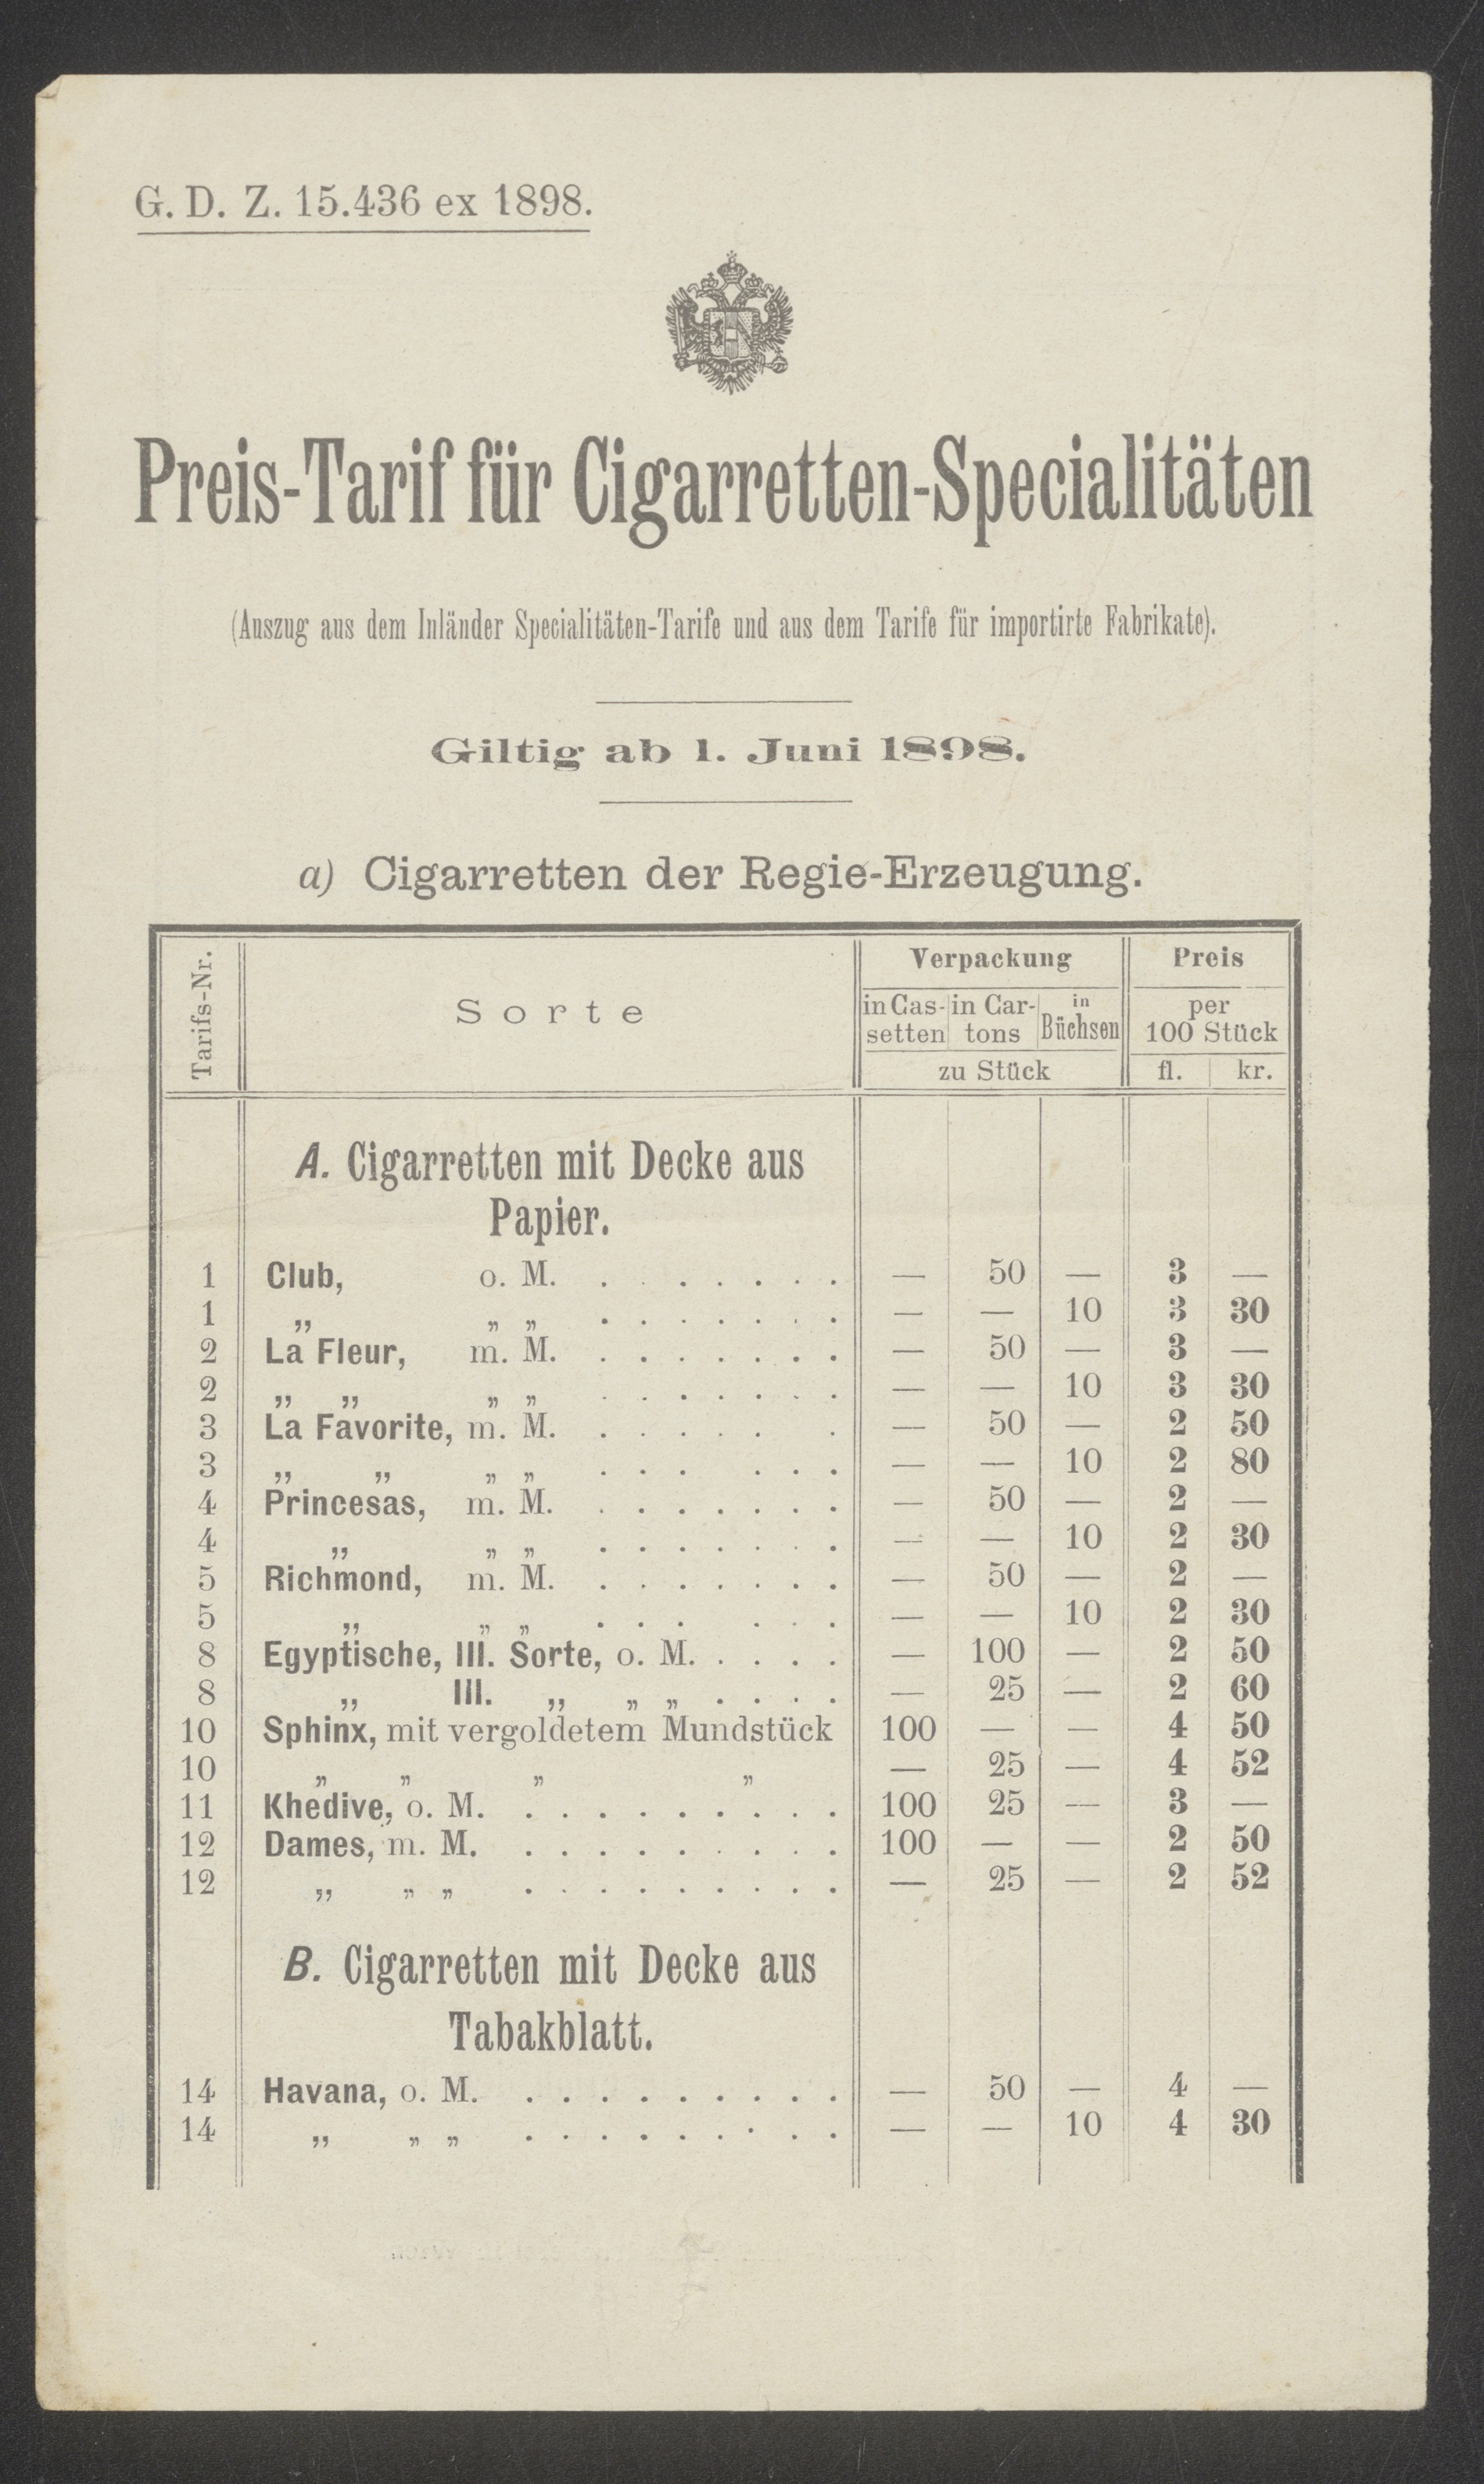 G. D. Z. 15.436 ex 1898.
Preis-Tarif für Cigarretten-Specialitäten
(Auszug aus dem Inländer Specialitäten-Tarife und aus dem Tarife für importirte Fabrikate).
Giltig ab 1. Juni 1898.
a) Cigarretten der Regie-Erzeugung.
Tarifs-Nr. Sorte Verpackung Preis
in Cas-setten in Car-tons in Büchsen per 100 Stück
zu Stück fl. kr.
A. Cigarretten mit Decke aus
Papier.
1 Club, o. M. . . . . . . . — 50 — 3 —
1 „ „ „ . . . . . . . — — 10 3 30
2 La Fleur, m. M. . . . . . . . — 50 — 3 —
2 „ „ „ „ . . . . . . . — — 10 3 30
3 La Favorite, m. M. . . . . . . — 50 — 2 50
3 „ „ „ „ . . . . . . — — 10 2 80
4 Princesas, m. M. . . . . . . . — 50 — 2 —
4 „ „ „ . . . . . . . — — 10 2 30
5 Richmond, m. M. . . . . . . . — 50 — 2 —
5 „ „ „ . . . . . . — — 10 2 30
8 Egyptische, III. Sorte, o. M. . . . . — 100 — 2 50
8 „ III. „ „ „ . . . . — 25 — 2 60
10 Sphinx, mit vergoldetem Mundstück 100 — — 4 50
10 „ „ „ „ — 25 — 4 52
11 Khedive, o. M. . . . . . . . . . 100 25 — 3 —
12 Dames, m. M. . . . . . . . . . 100 — — 2 50
12 „ „ „ . . . . . . . . . — 25 — 2 52
B. Cigarretten mit Decke aus
Tabakblatt.
14 Havana, o. M. . . . . . . . . . — 50 — 4 —
14 „ „ „ . . . . . . . . . — — 10 4 30